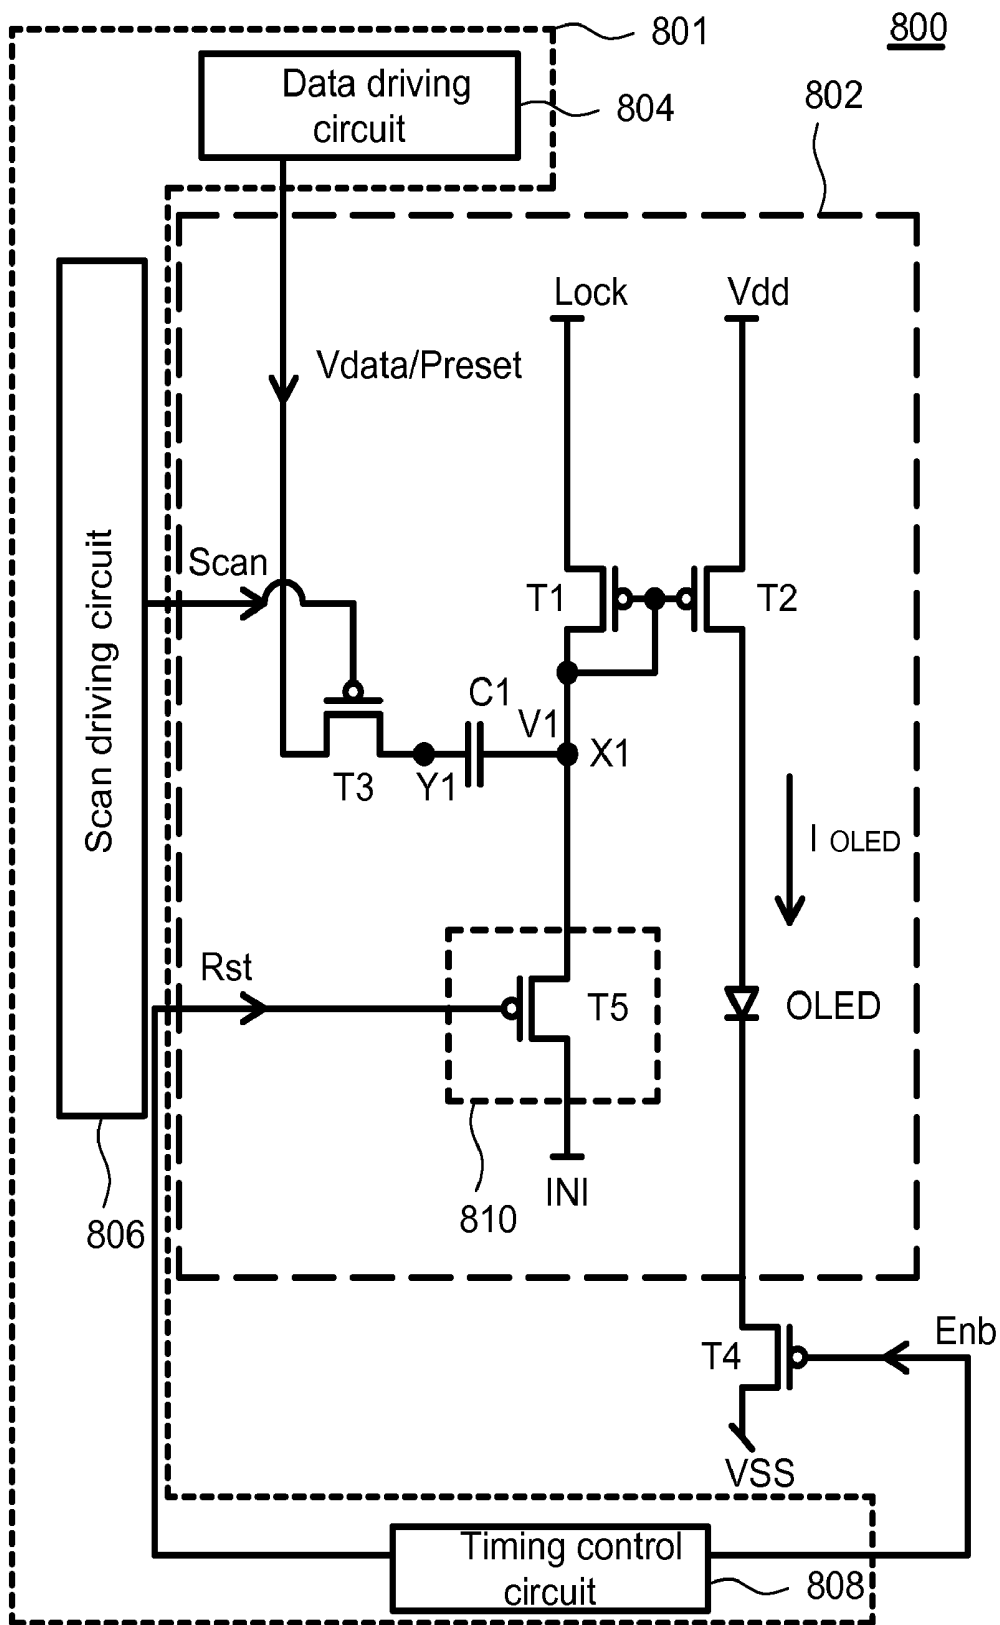 801
800
Data driving
circuit
804
802
Lock
Vdd
Vdata/Preset
Scan
T1
T2
Scan driving circuit
C1
V1
X1
T3
Y1
I OLED
Rst
T5
OLED
INI
810
806
Enb
T4
VSS
Timing control
circuit
808